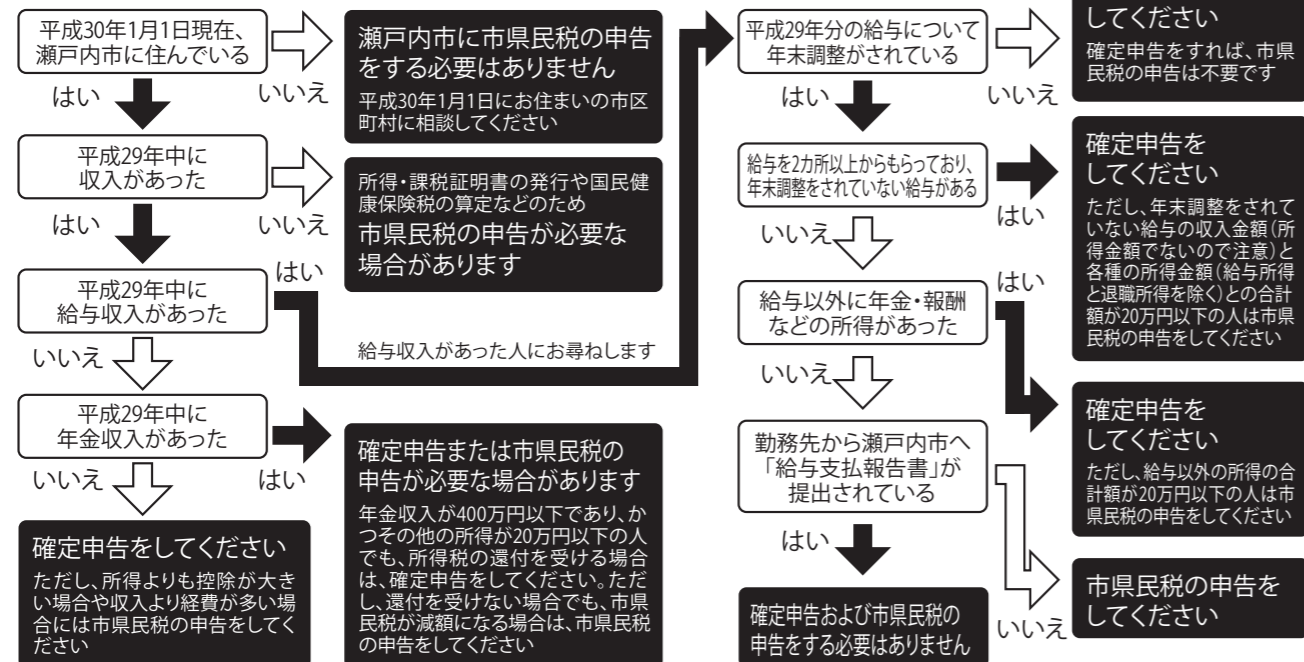 平成30年1月1日現在、
瀬戸内市に住んでいる
はい
いいえ
瀬戸内市に市県民税の申告
をする必要はありません
平成30年1月1日にお住まいの市区
町村に相談してください
平成29年中に
収入があった
はい
いいえ
所得・課税証明書の発行や国民健
康保険税の算定などのため
市県民税の申告が必要な
場合があります
平成29年中に
給与収入があった
はい
いいえ
給与収入があった人にお尋ねします
平成29年中に
年金収入があった
いいえ
はい
確定申告をしてください
ただし、所得よりも控除が大き
い場合や収入より経費が多い場
合には市県民税の申告をしてく
ださい
確定申告または市県民税の
申告が必要な場合があります
年金収入が400万円以下であり、か
つその他の所得が20万円以下の人
でも、所得税の還付を受ける場合
は、確定申告をしてください。ただ
し、還付を受けない場合でも、市県
民税が減額になる場合は、市県民税
の申告をしてください
平成29年分の給与について
年末調整がされている
はい
いいえ
してください
確定申告をすれば、市県
民税の申告は不要です
給与を2カ所以上からもらっており、
年末調整をされていない給与がある
いいえ
はい
確定申告を
してください
ただし、年末調整をされて
いない給与の収入金額(所
得金額でないので注意)と
各種の所得金額(給与所得
と退職所得を除く)との合計
額が20万円以下の人は市県
民税の申告をしてください
給与以外に年金・報酬
などの所得があった
いいえ
はい
確定申告を
してください
ただし、給与以外の所得の合
計額が20万円以下の人は市
県民税の申告をしてください
勤務先から瀬戸内市へ
「給与支払報告書」が
提出されている
はい
いいえ
確定申告および市県民税の
申告をする必要はありません
市県民税の申告を
してください